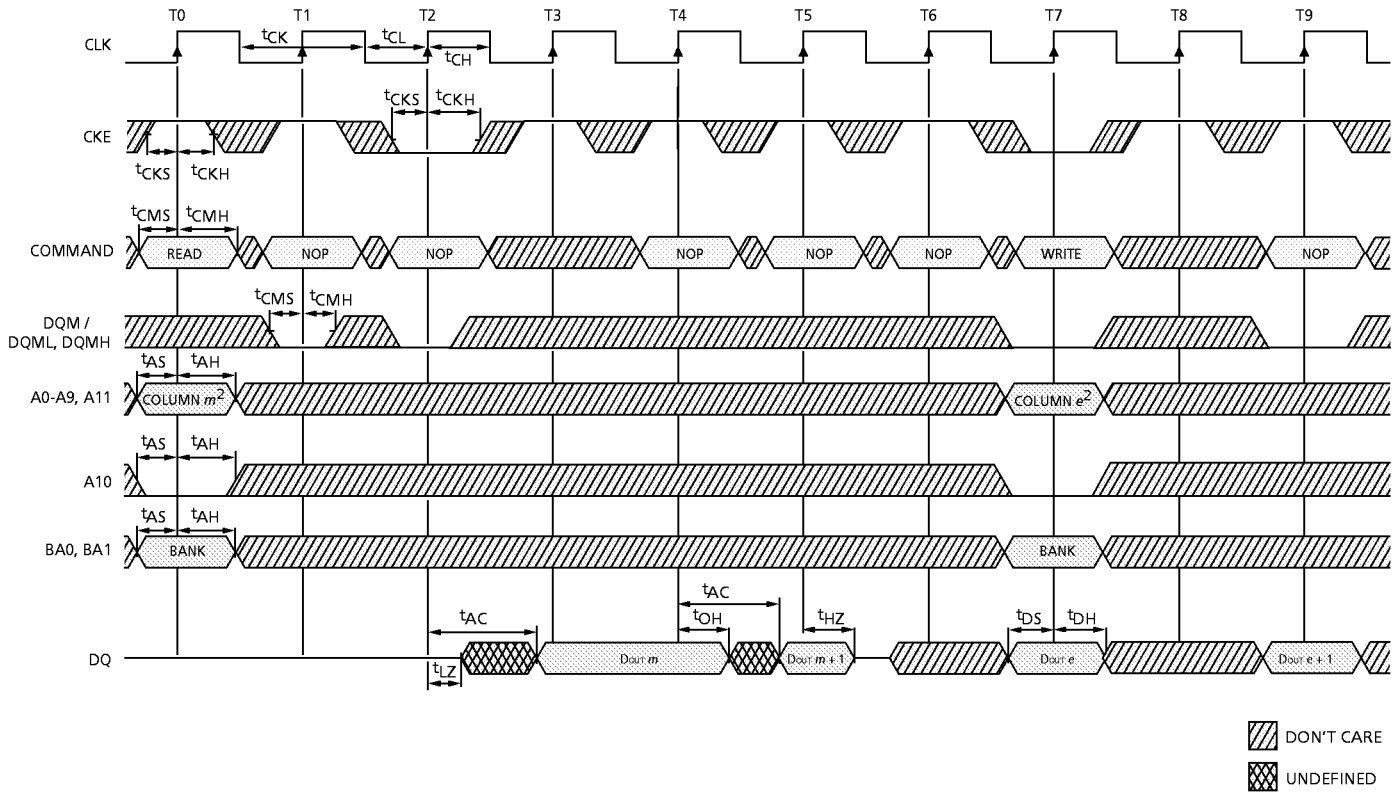 T0 T1 T2 T3 T4 T5 T6 T7 T8 T9
CLK tCK tCL tCH
tCKS tCKH
CKE
tCKS tCKH
tCMS tCMH
COMMAND READ NOP NOP NOP NOP NOP WRITE NOP
tCMS tCMH
DQM /
DQML, DQMH
tAS tAH
A0-A9, A11 COLUMN m2 COLUMN e2
tAS tAH
A10
tAS tAH
BA0, BA1 BANK BANK
tAC
tAC tOH tHZ tDS tDH
DQ DOUT m DOUT m + 1 DOUT e DOUT e + 1
tLZ
DON'T CARE
UNDEFINED